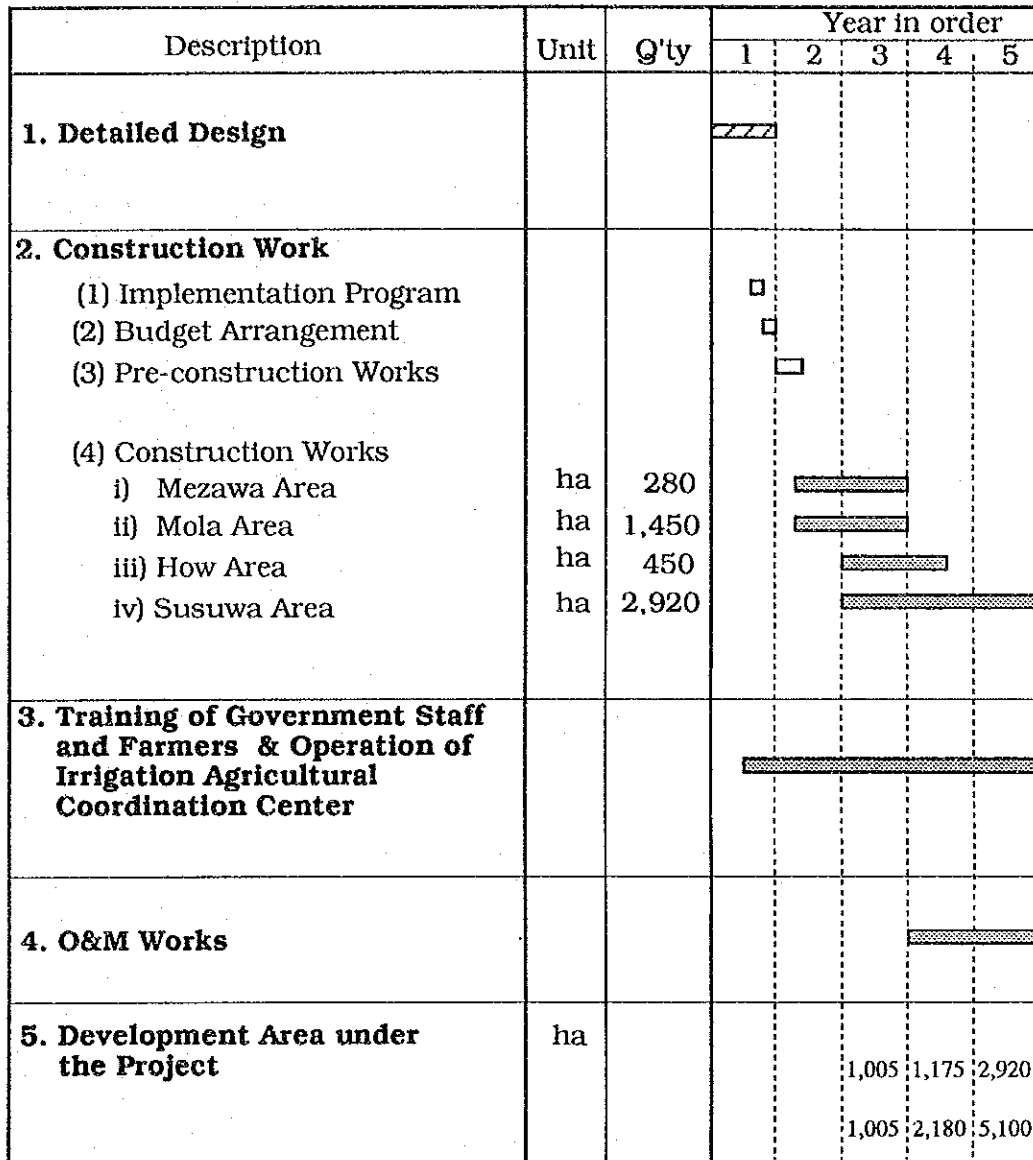 Description Unit Q'ty Year in order
1 2 3 4 5
1. Detailed Design
2. Construction Work
(1) Implementation Program
(2) Budget Arrangement
(3) Pre-construction Works
(4) Construction Works
i) Mezawa Area ha 280
ii) Mola Area ha 1,450
iii) How Area ha 450
iv) Susuwa Area ha 2,920
3. Training of Government Staff
and Farmers & Operation of
Irrigation Agricultural
Coordination Center
4. O&M Works
5. Development Area under ha
the Project
1,005 1,175 2,920
1,005 2,180 5,100